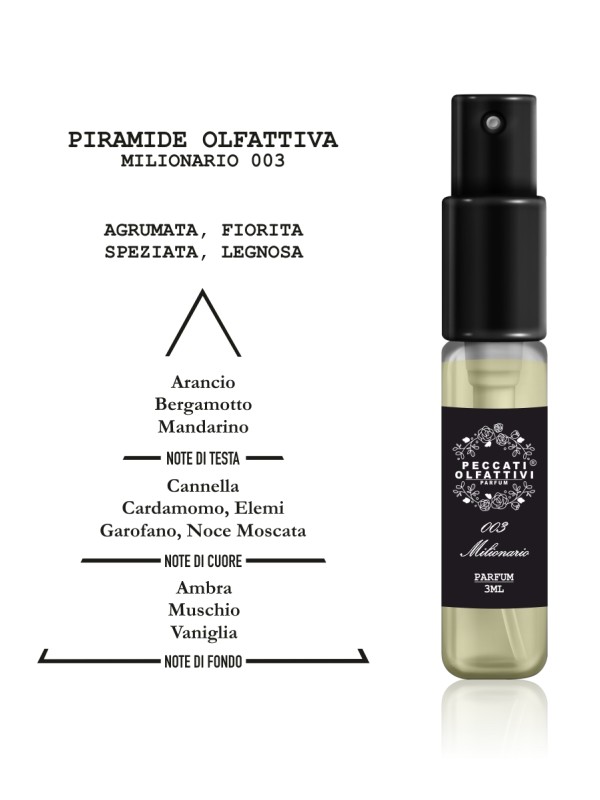 PIRAMIDE OLFATTIVA
MILIONARIO 003
AGRUMATA, FIORITA
SPEZIATA, LEGNOSA
Arancio
Bergamotto
Mandarino
NOTE DI TESTA
Cannella
Cardamomo, Elemi
Garofano, Noce Moscata
NOTE DI CUORE
Ambra
Muschio
Vaniglia
NOTE DI FONDO
PECCATI®
OLFATTIVI
PARFUM
003
Milionario
PARFUM
3ML